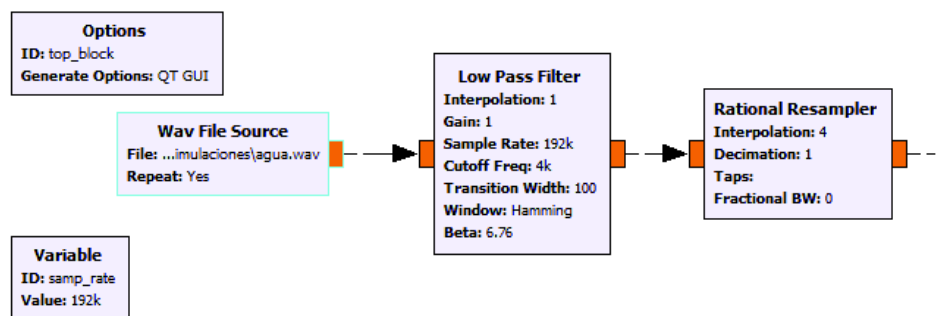 Options
ID: top_block
Generate Options: QT GUI
Wav File Source
File: ...imulaciones\agua.wav
Repeat: Yes
Low Pass Filter
Interpolation: 1
Gain: 1
Sample Rate: 192k
Cutoff Freq: 4k
Transition Width: 100
Window: Hamming
Beta: 6.76
Rational Resampler
Interpolation: 4
Decimation: 1
Taps:
Fractional BW: 0
Variable
ID: samp_rate
Value: 192k